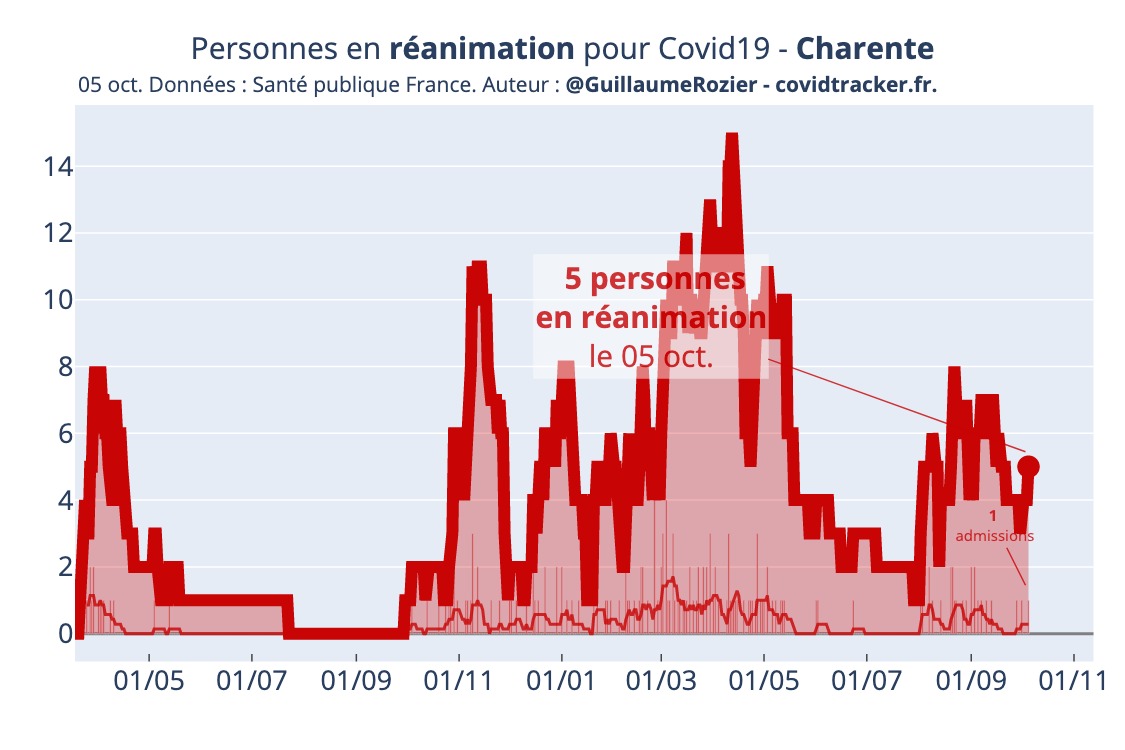 Personnes en réanimation pour Covid19 - Charente
05 oct. Données : Santé publique France. Auteur : @GuillaumeRozier - covidtracker.fr.
14
12
10
8
6
4
2
0
5 personnes
en réanimation
le 05 oct.
1
admissions
01/05 01/07 01/09 01/11 01/01 01/03 01/05 01/07 01/09 01/11